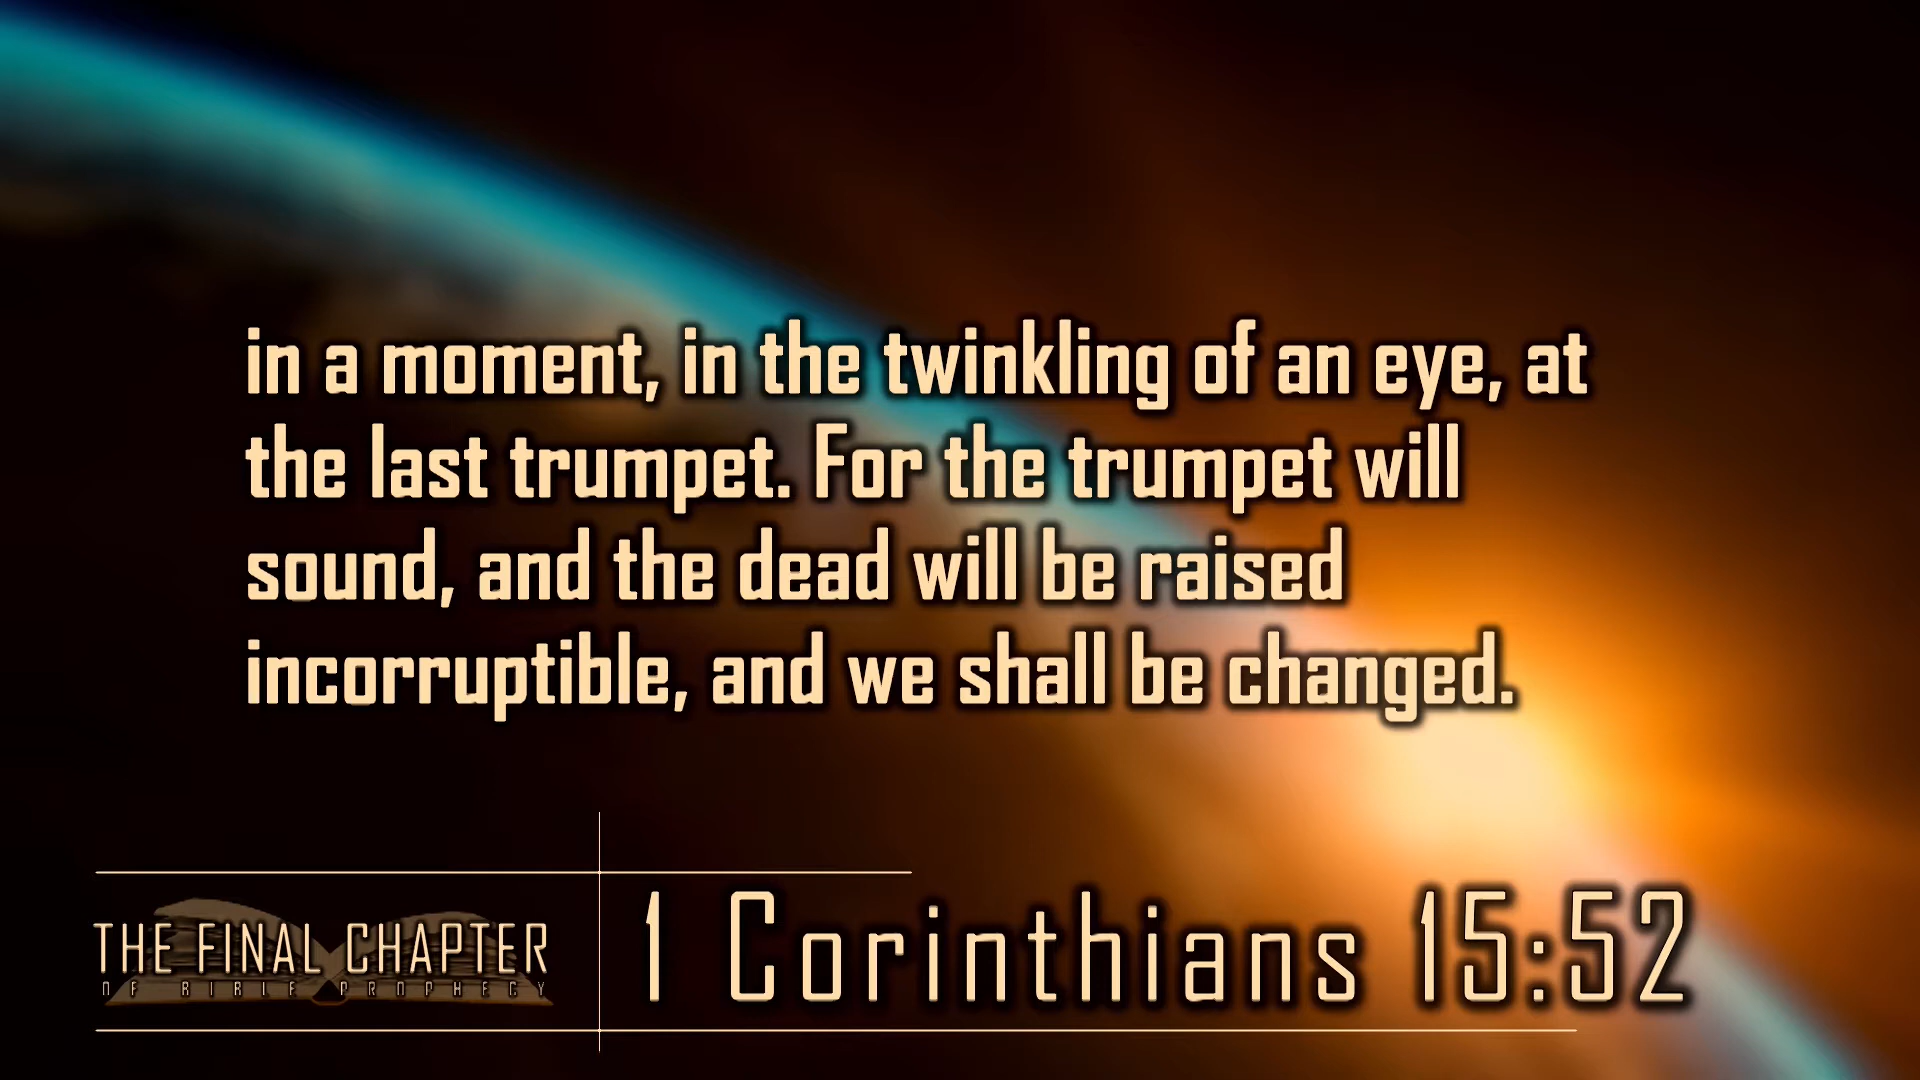 in a moment, in the twinkling of an eye, at
the last trumpet. For the trumpet will
sound, and the dead will be raised
incorruptible, and we shall be changed.
THE FINAL CHAPTER
OF BIBLE PROPHECY
1 Corinthians 15:52